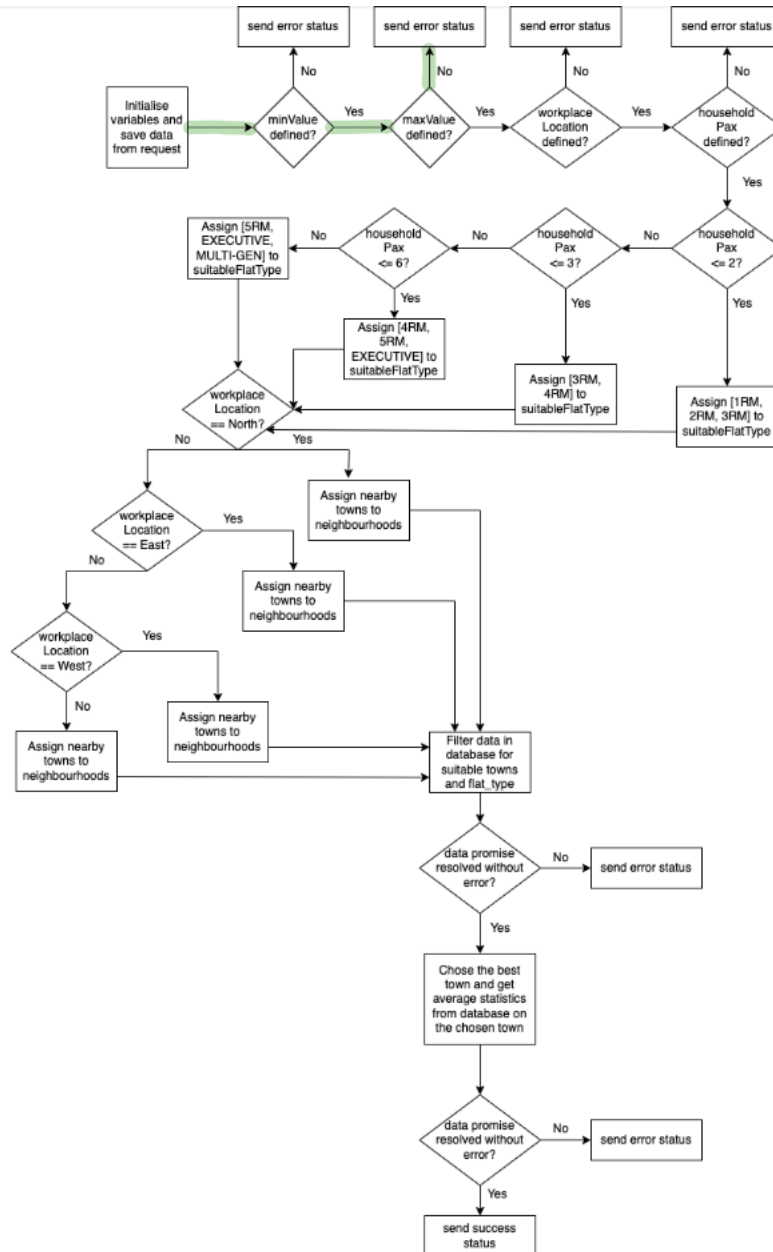 send error status
send error status
send error status
send error status
No
No
No
No
Initialise
variables and
save data
from request
minValue
defined?
Yes
maxValue
defined?
Yes
workplace
Location
defined?
Yes
household
Pax
defined?
Yes
Assign [5RM,
EXECUTIVE,
MULTI-GEN] to
suitableFlatType
No
household
Pax
<= 6?
No
household
Pax
<= 3?
No
household
Pax
<= 2?
Yes
Yes
Yes
Assign [4RM,
5RM,
EXECUTIVE] to
suitableFlatType
Assign [3RM,
4RM] to
suitableFlatType
Assign [1RM,
2RM, 3RM] to
suitableFlatType
workplace
Location
== North?
No
Yes
Assign nearby
towns to
neighbourhoods
workplace
Location
== East?
Yes
No
Assign nearby
towns to
neighbourhoods
workplace
Location
== West?
Yes
No
Assign nearby
towns to
neighbourhoods
Assign nearby
towns to
neighbourhoods
Filter data in
database for
suitable towns
and flat_type
data promise
resolved without
error?
No
send error status
Yes
Chose the best
town and get
average statistics
from database on
the chosen town
data promise
resolved without
error?
No
send error status
Yes
send success
status